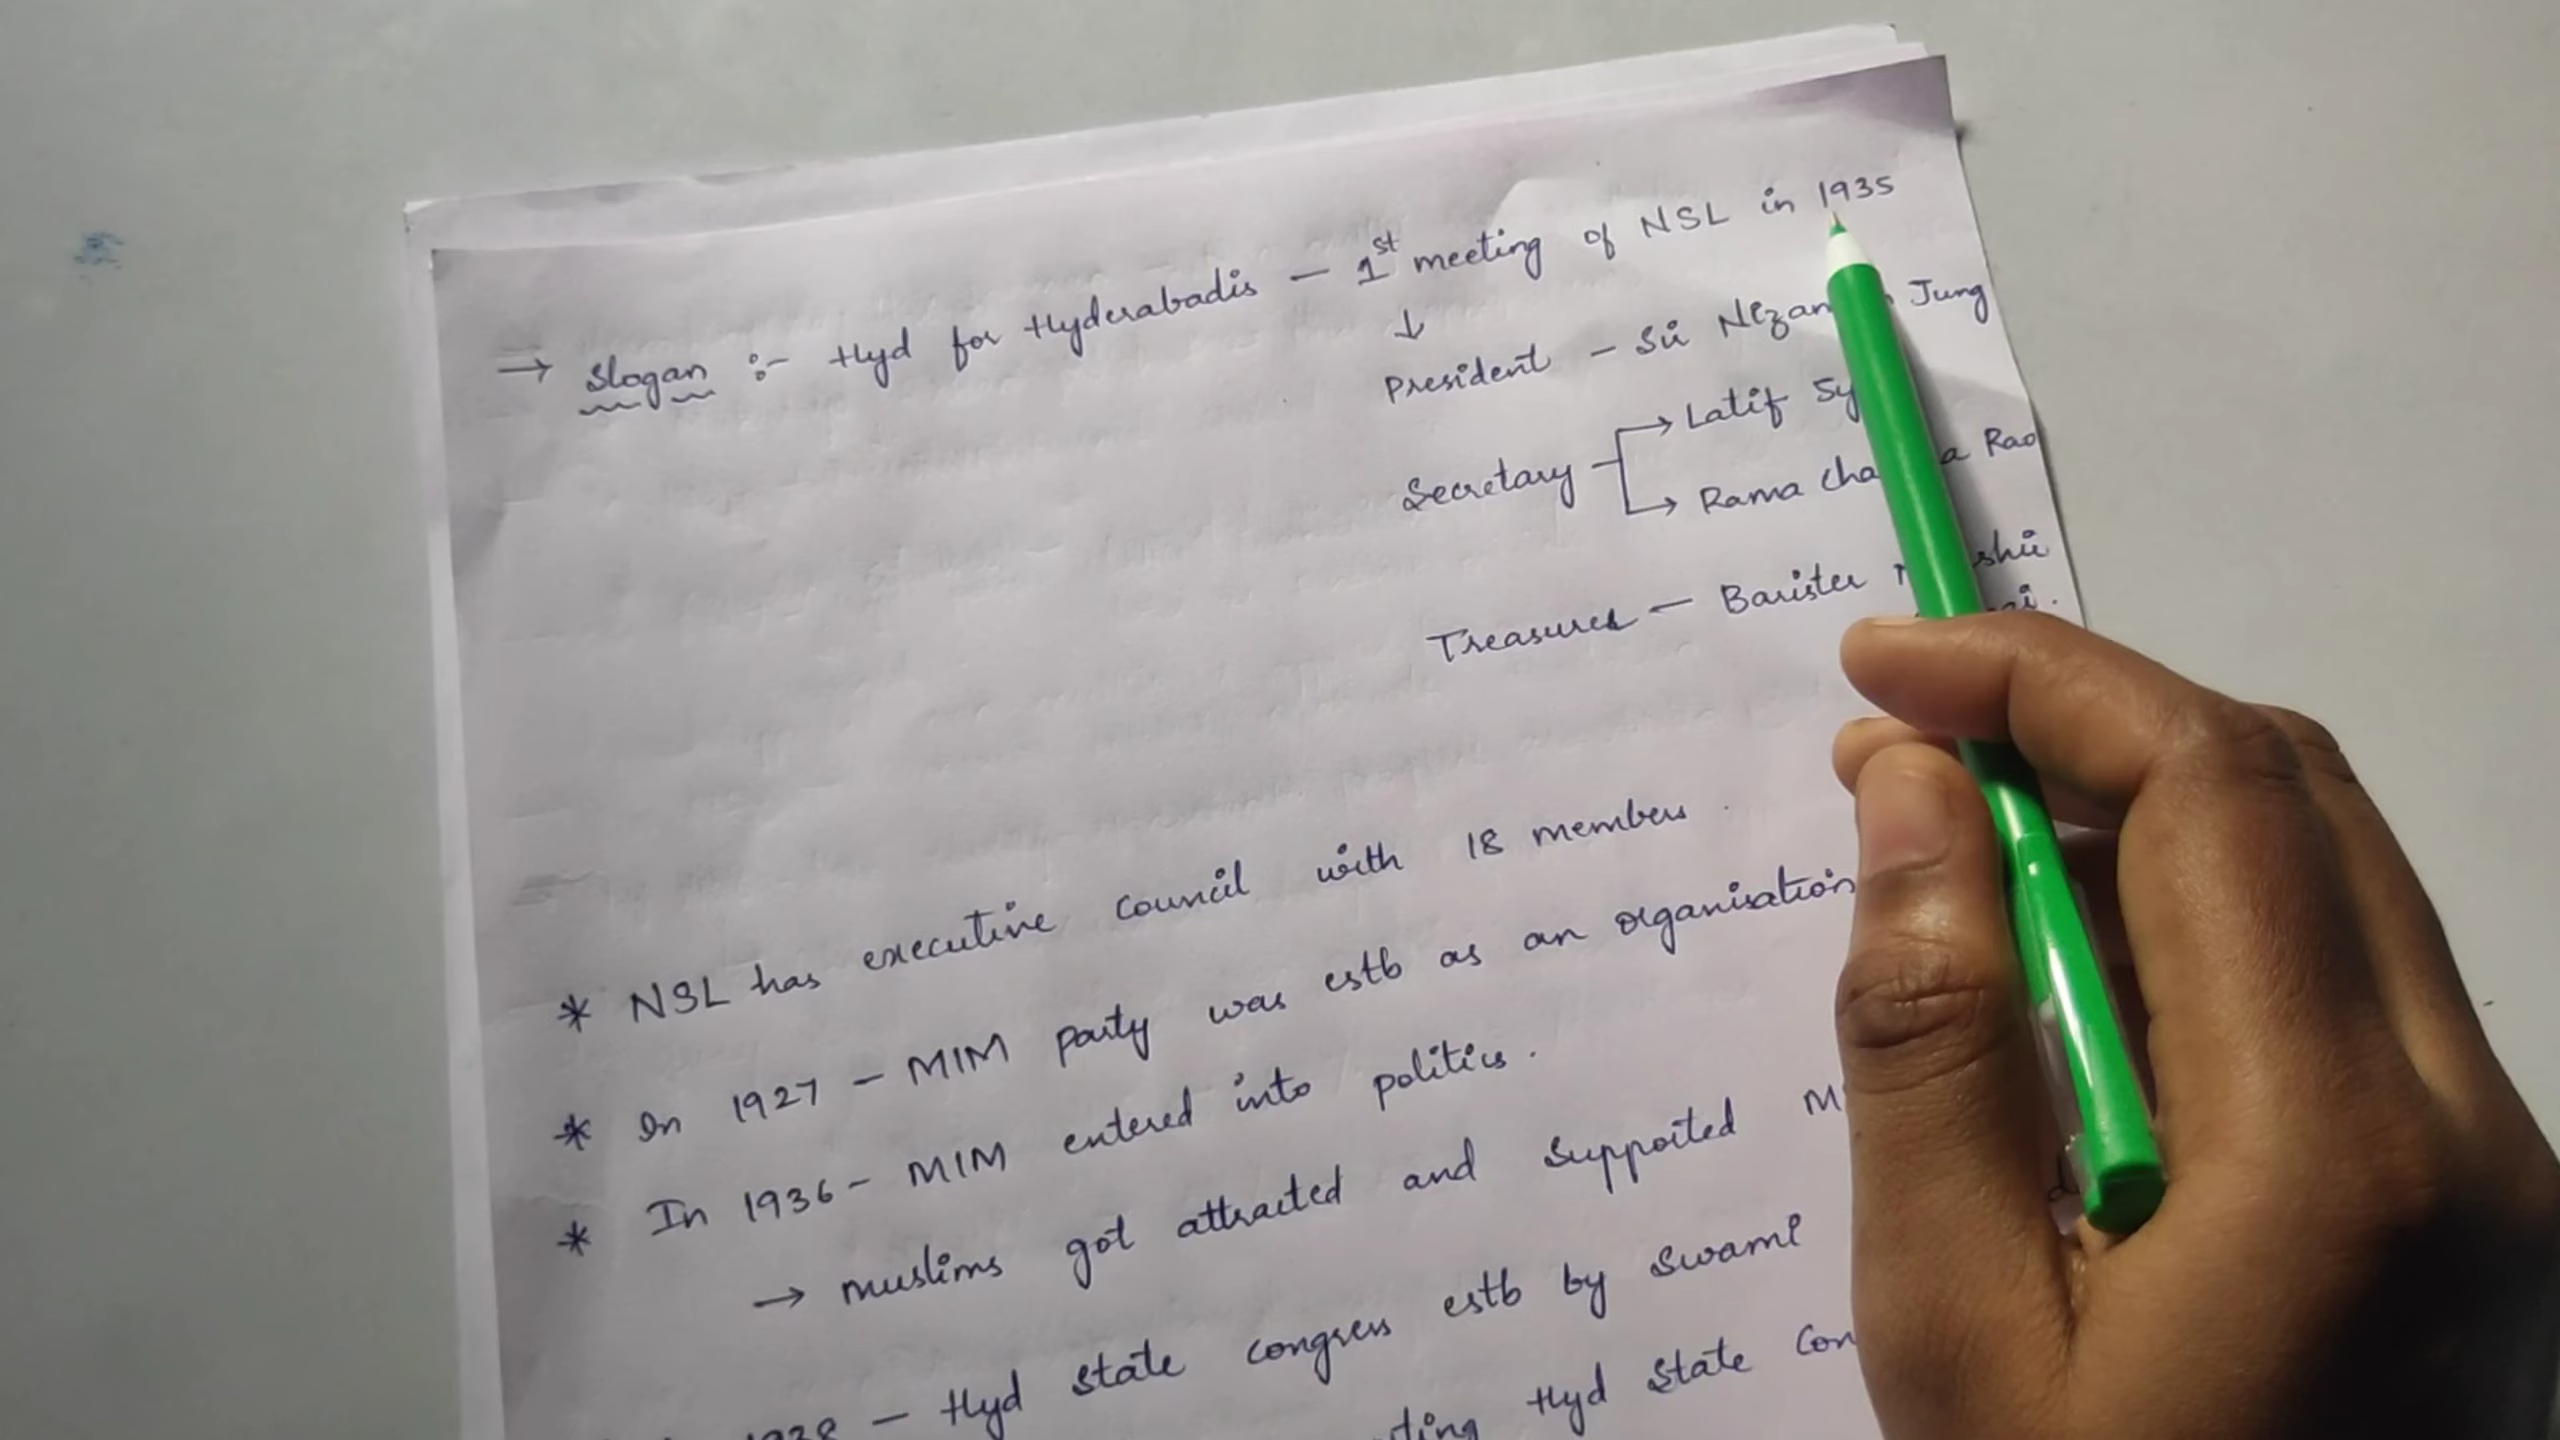 → Slogan :- Hyd for Hyderabadis — 1st meeting of NSL in 1935
↓
President - Sir Jung
Secretary → Latif
→ Rama Rao
Treasurer — Barister
* NSL has executive council with 18 members.
* In 1927 - MIM party was estb as an organisation
* In 1936 - MIM entered into politics.
→ Muslims got attracted and supported
1938 — Hyd state congress estb by Swami
Hyd state